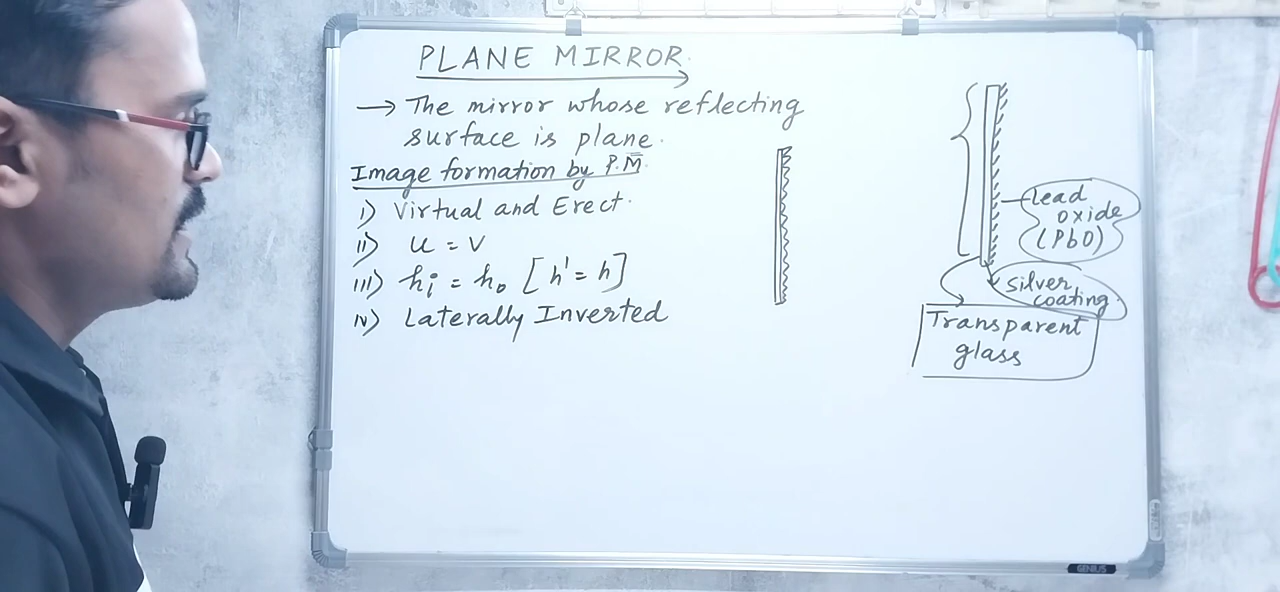 PLANE MIRROR.
→ The mirror whose reflecting
surface is plane.
Image formation by P.M.
i) Virtual and Erect.
ii) u = v
iii) hi = ho [h' = h]
iv) Laterally Inverted
Lead
oxide
(PbO)
silver
coating
Transparent
glass
GENIUS